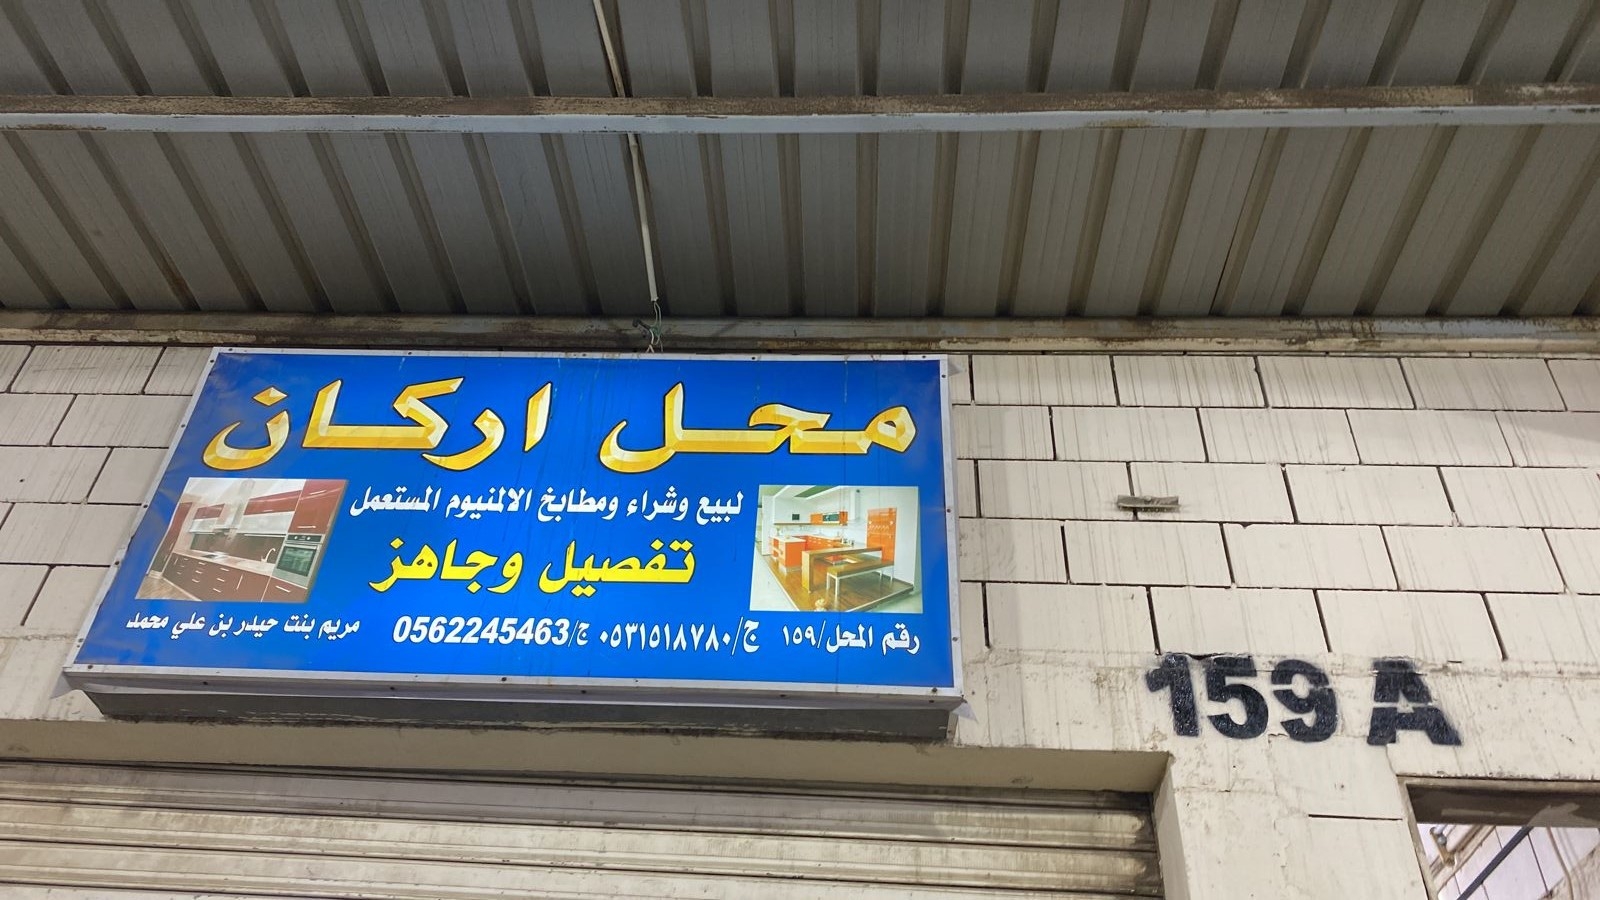 محل اركان
لبيع وشراء ومطابخ الالمنيوم المستعمل
تفصيل وجاهز
رقم المحل/١٥٩ ج/٠٥٣١٥١٨٧٨٠ ج/0562245463 مريم بنت حيدر بن علي محمد
159 A